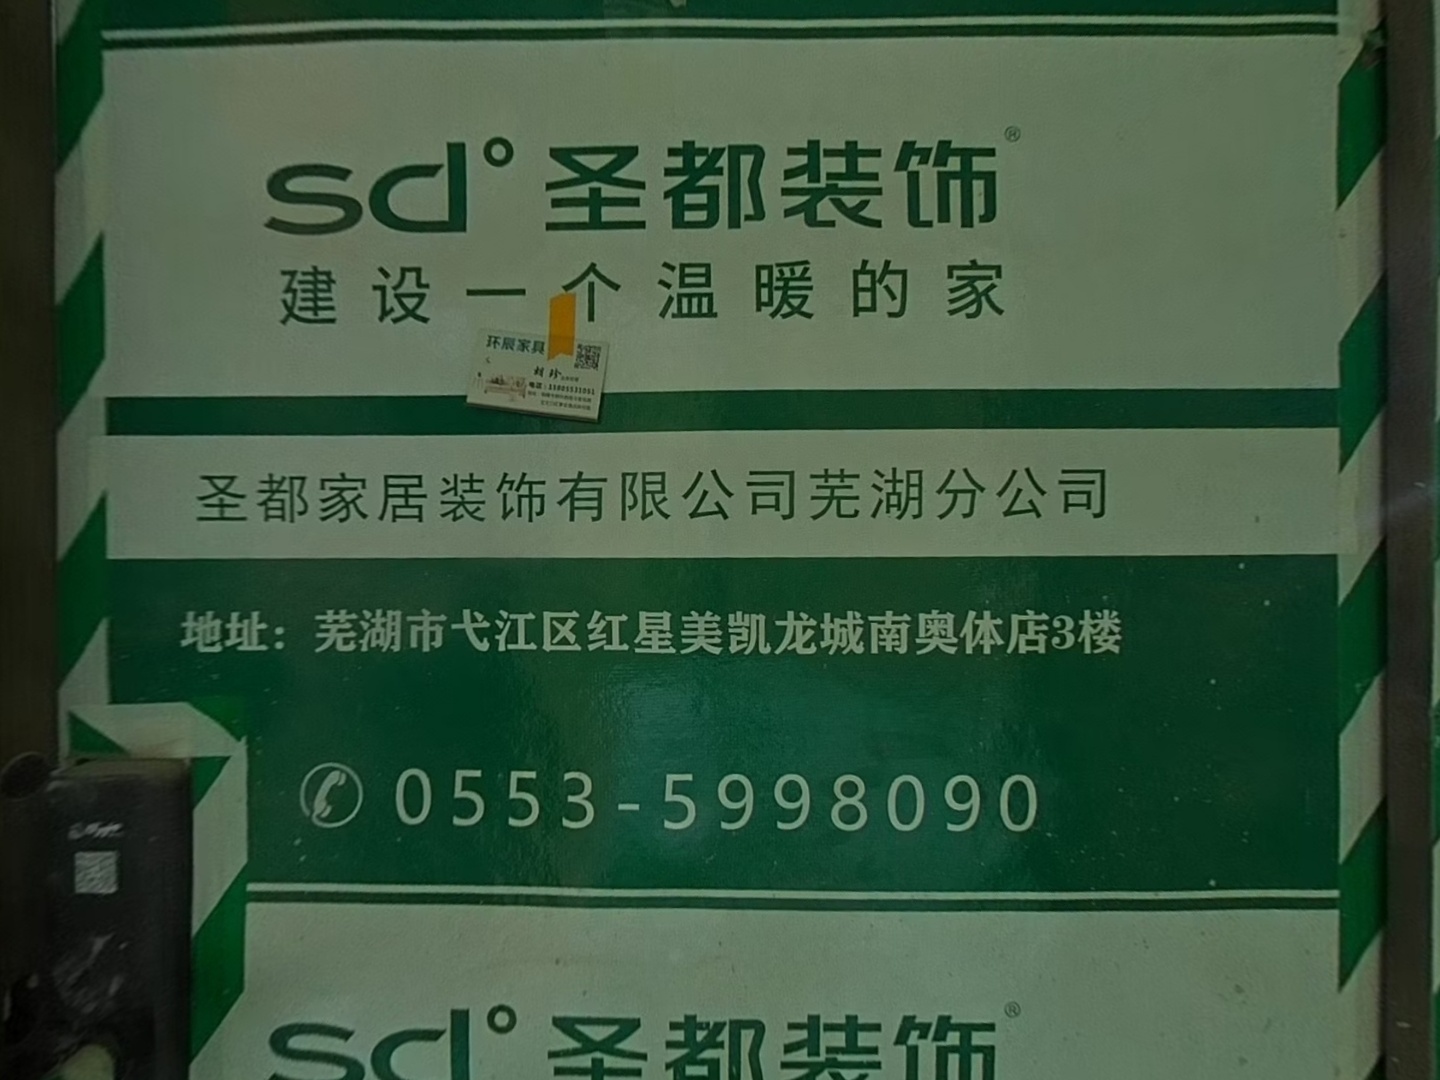 sd°圣都装饰®
建设一个温暖的家
环辰家具
胡珍
圣都家居装饰有限公司芜湖分公司
地址：芜湖市弋江区红星美凯龙城南奥体店3楼
0553-5998090
sd°圣都装饰®